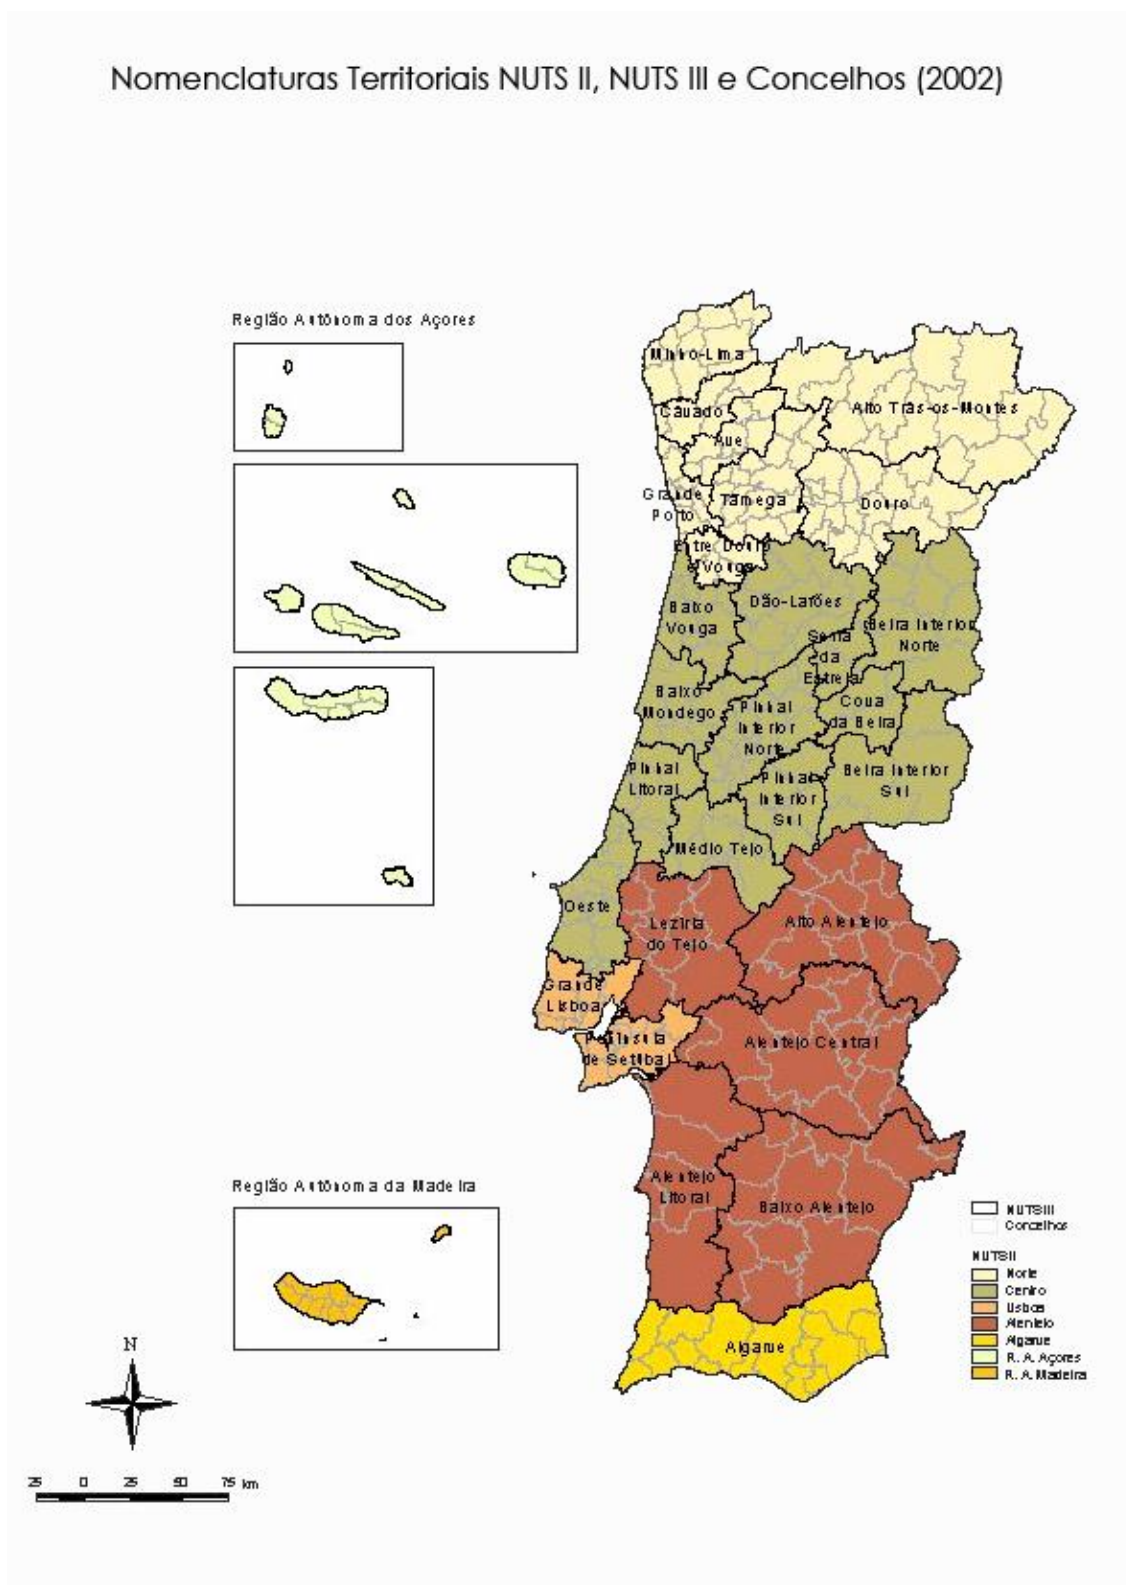 Nomenclaturas Territoriais NUTS II, NUTS III e Concelhos (2002)
Região Autónoma dos Açores
Minho-Lima
Cávado
Alto Trás-os-Montes
Ave
Grande
Porto
Tâmega
Douro
Entre Douro
e Vouga
Baixo
Vouga
Dão-Lafões
Serra
da
Estrela
Beira Interior
Norte
Baixo
Mondego
Pinhal
Interior
Norte
Cova
da Beira
Pinhal
Litoral
Pinhal
Interior
Sul
Beira Interior
Sul
Médio Tejo
Oeste
Lezíria
do Tejo
Alto Alentejo
Grande
Lisboa
Península
de Setúbal
Alentejo Central
Alentejo
Litoral
Baixo Alentejo
Algarve
Região Autónoma da Madeira
NUTSIII
Concelhos
NUTSII
Norte
Centro
Lisboa
Alentejo
Algarve
R. A. Açores
R. A. Madeira
N
25 0 25 50 75 km